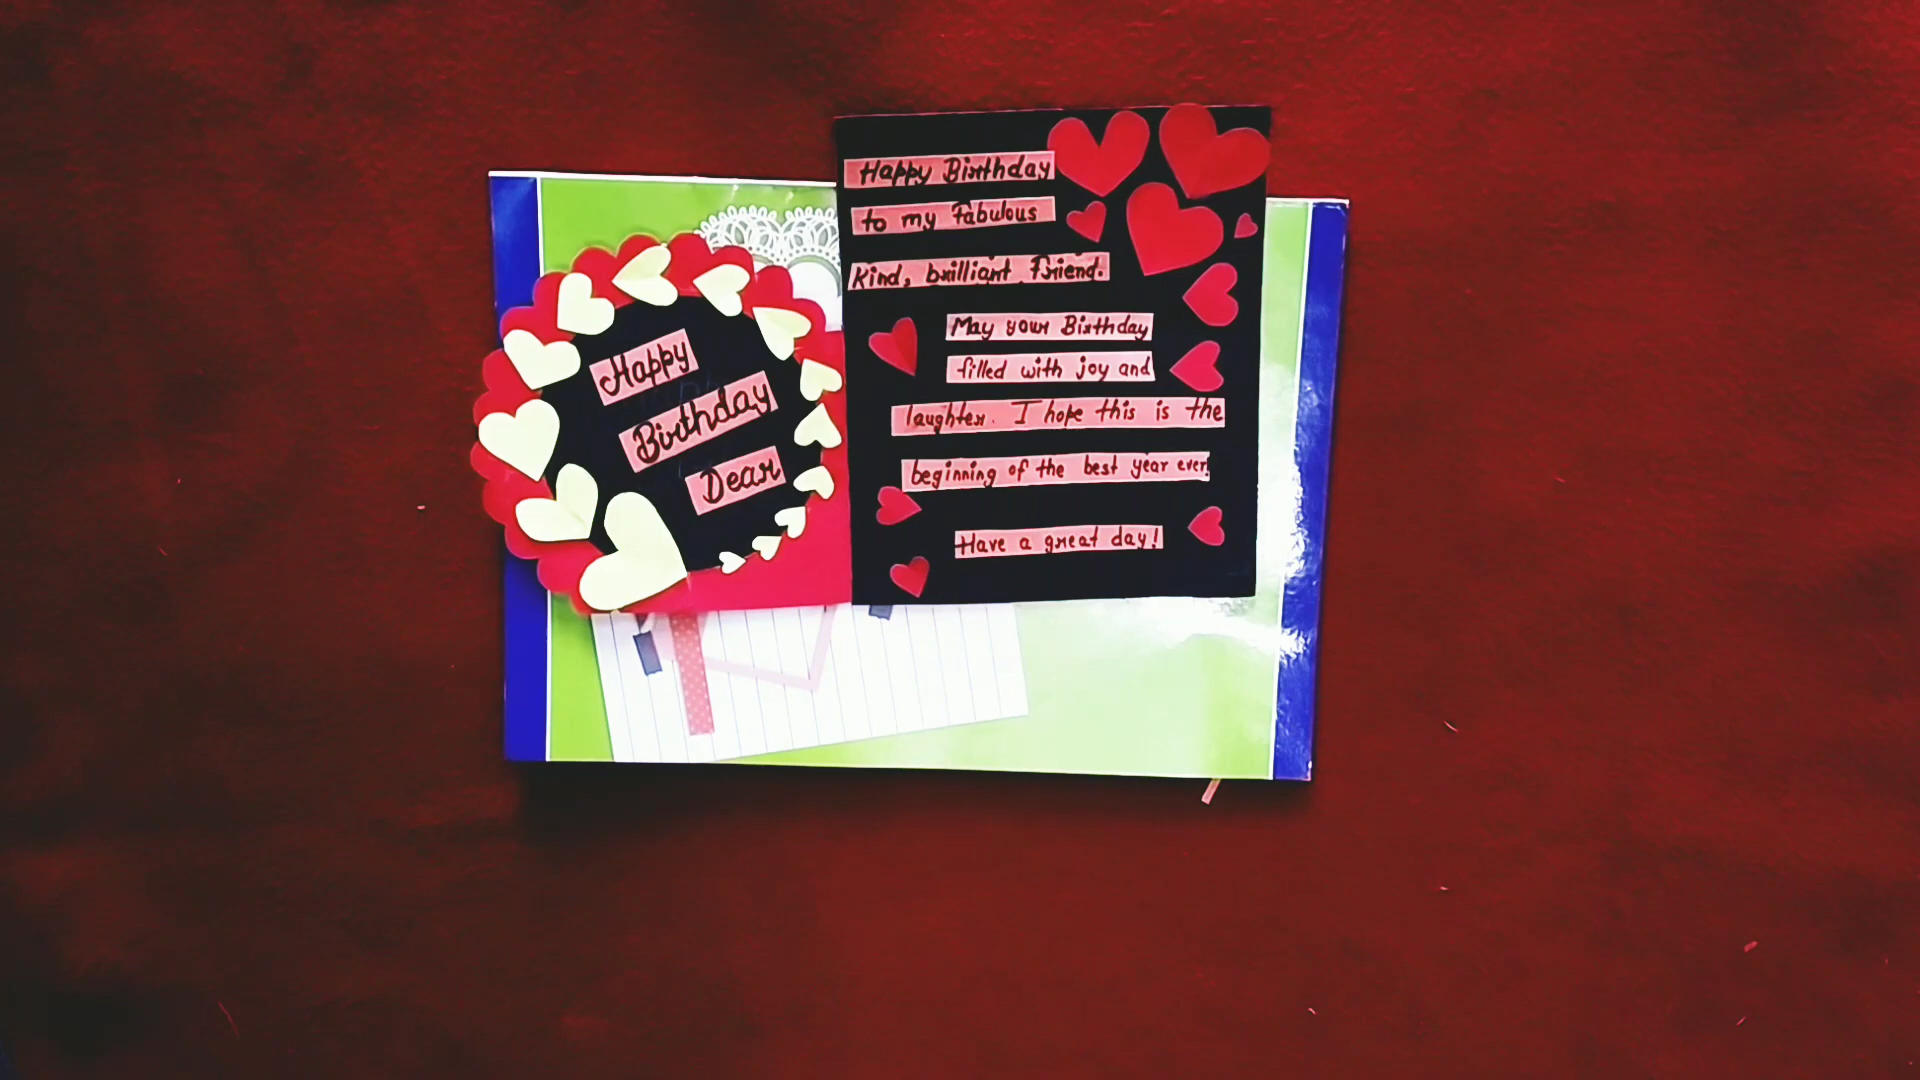 Happy
Birthday
Dear
Happy Birthday
to my Fabulous
Kind, brilliant Friend.
May your Birthday
filled with joy and
laughter. I hope this is the
beginning of the best year ever!
Have a great day!